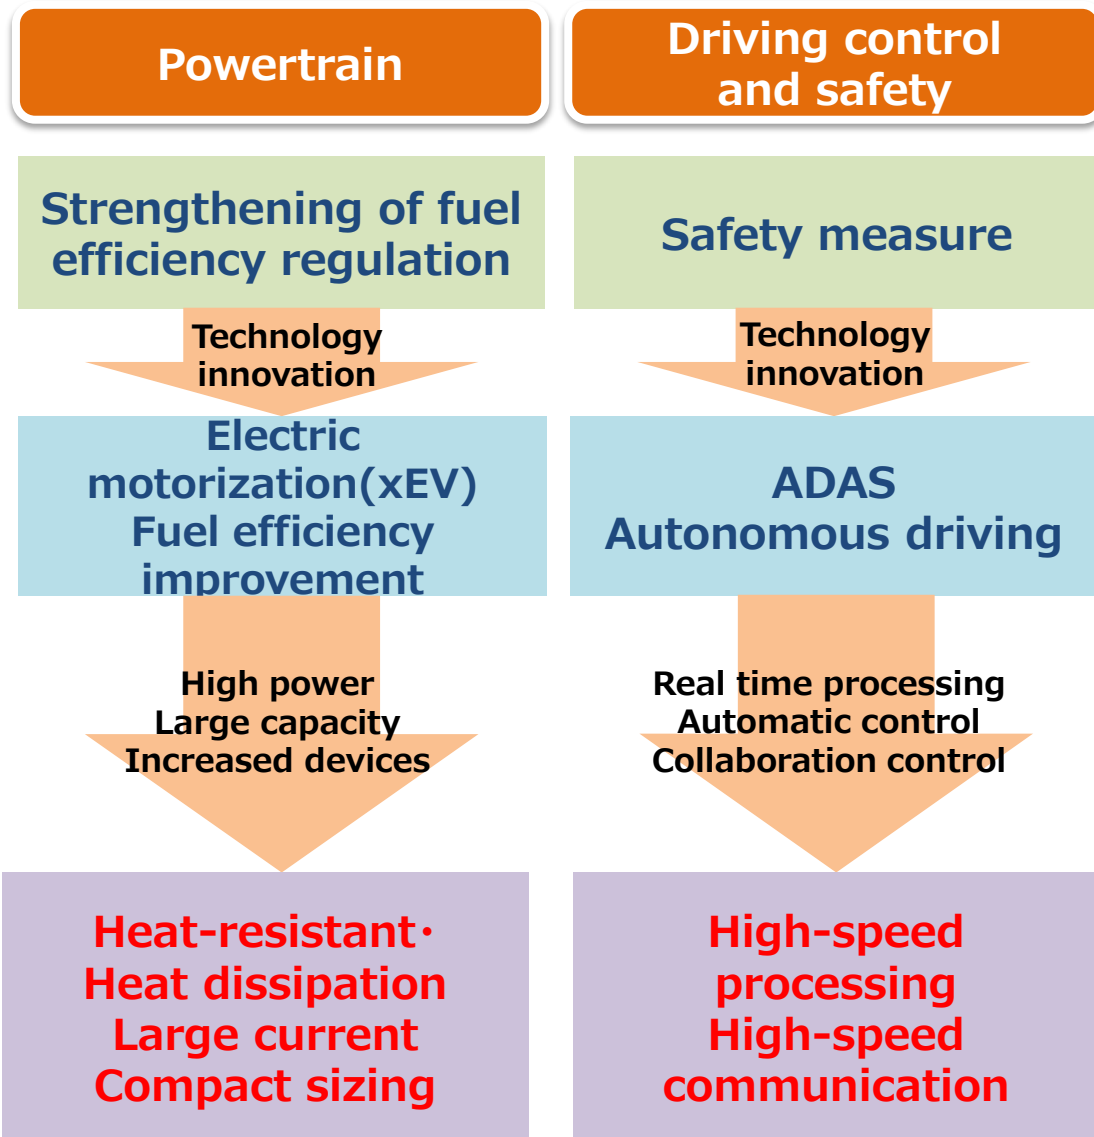 Powertrain
Strengthening of fuel
efficiency regulation
Technology
innovation
Electric
motorization(xEV)
Fuel efficiency
improvement
High power
Large capacity
Increased devices
Heat-resistant・
Heat dissipation
Large current
Compact sizing
Driving control
and safety
Safety measure
Technology
innovation
ADAS
Autonomous driving
Real time processing
Automatic control
Collaboration control
High-speed
processing
High-speed
communication